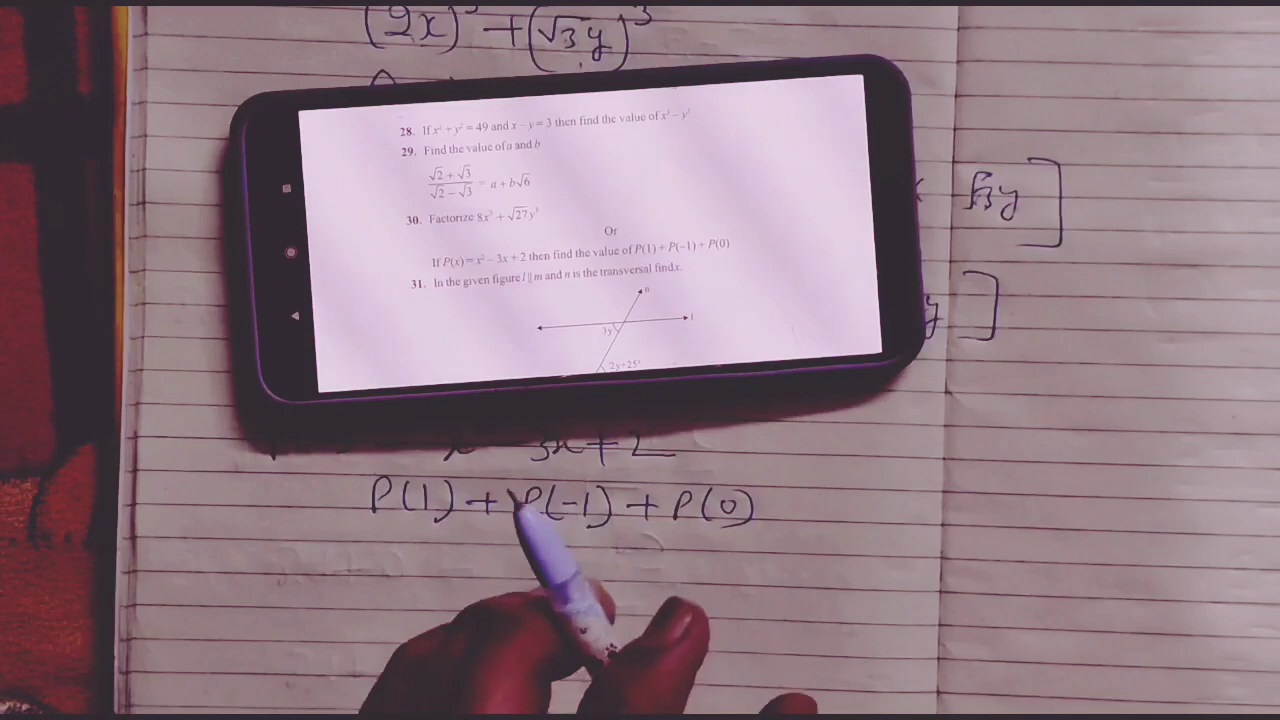 (2x)³ + (√3y)³
28. If x² + y² = 49 and x − y = 3 then find the value of x³ − y³
29. Find the value of a and b
(√2 + √3)/(√2 − √3) = a + b√6
30. Factorize 8x³ + √27y³
Or
If P(x) = x² − 3x + 2 then find the value of P(1) + P(−1) + P(0)
31. In the given figure l || m and n is the transversal find x.
n
l
3y
2y+25°
√3y]
y]
3x + 2
P(1) + P(-1) + P(0)